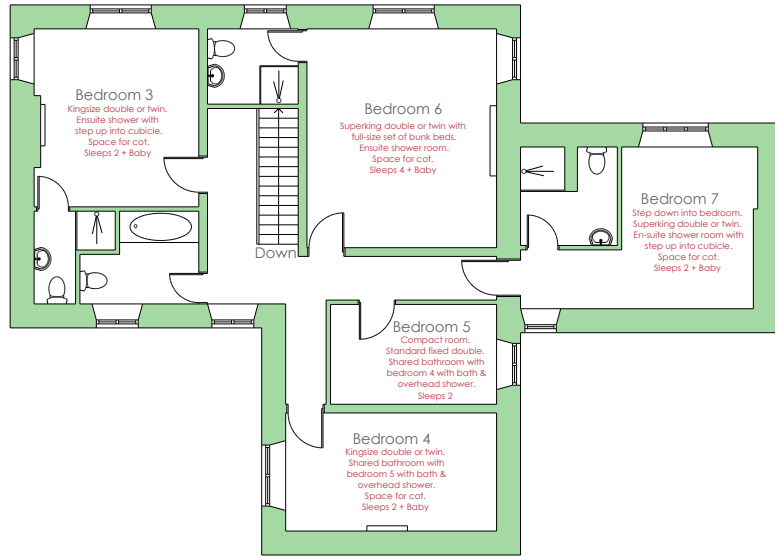 Bedroom 3
Kingsize double or twin.
Ensuite shower with
step up into cubicle.
Space for cot.
Sleeps 2 + Baby
Bedroom 6
Superking double or twin with
full-size set of bunk beds.
Ensuite shower room.
Space for cot.
Sleeps 4 + Baby
Bedroom 7
Step down into bedroom.
Superking double or twin.
En-suite shower room with
step up into cubicle.
Space for cot.
Sleeps 2 + Baby
Down
Bedroom 5
Compact room.
Standard fixed double.
Shared bathroom with
bedroom 4 with bath &
overhead shower.
Sleeps 2
Bedroom 4
Kingsize double or twin.
Shared bathroom with
bedroom 5 with bath &
overhead shower.
Space for cot.
Sleeps 2 + Baby